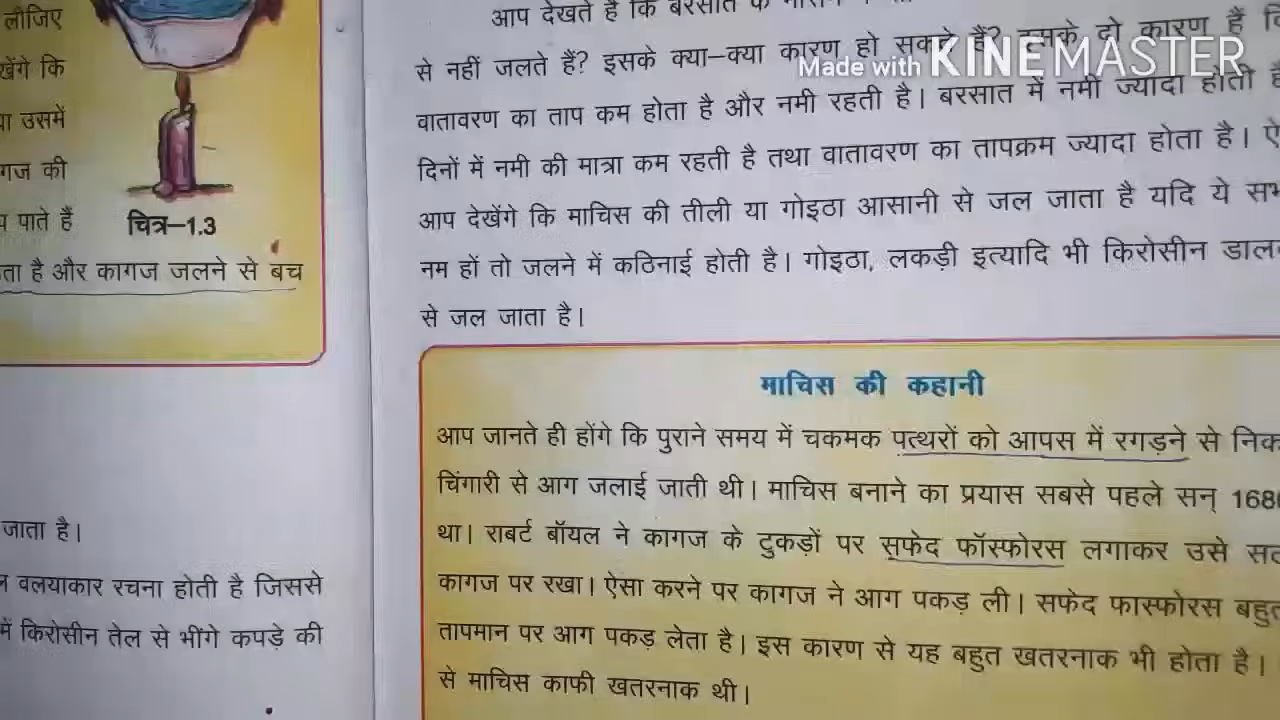 लीजिए
खेंगे कि
उसमें
गज की
पाते हैं
चित्र–1.3
ता है और कागज जलने से बच
जाता है।
वलयाकार रचना होती है जिससे
में किरोसीन तेल से भींगे कपड़े की
आप देखते हैं कि बरसात के
से नहीं जलते हैं? इसके क्या–क्या कारण हो सकते हैं? इसके दो कारण हैं
Made with KINEMASTER
वातावरण का ताप कम होता है और नमी रहती है। बरसात में नमी ज्यादा होती
दिनों में नमी की मात्रा कम रहती है तथा वातावरण का तापक्रम ज्यादा होता है। ऐ
आप देखेंगे कि माचिस की तीली या गोइठा आसानी से जल जाता है यदि ये सभ
नम हों तो जलने में कठिनाई होती है। गोइठा, लकड़ी इत्यादि भी किरोसीन डाल
से जल जाता है।
माचिस की कहानी
आप जानते ही होंगे कि पुराने समय में चकमक पत्थरों को आपस में रगड़ने से निक
चिंगारी से आग जलाई जाती थी। माचिस बनाने का प्रयास सबसे पहले सन् 168
था। राबर्ट बॉयल ने कागज के टुकड़ों पर सफेद फॉस्फोरस लगाकर उसे
कागज पर रखा। ऐसा करने पर कागज ने आग पकड़ ली। सफेद फास्फोरस बहुत
तापमान पर आग पकड़ लेता है। इस कारण से यह बहुत खतरनाक भी होता है।
से माचिस काफी खतरनाक थी।